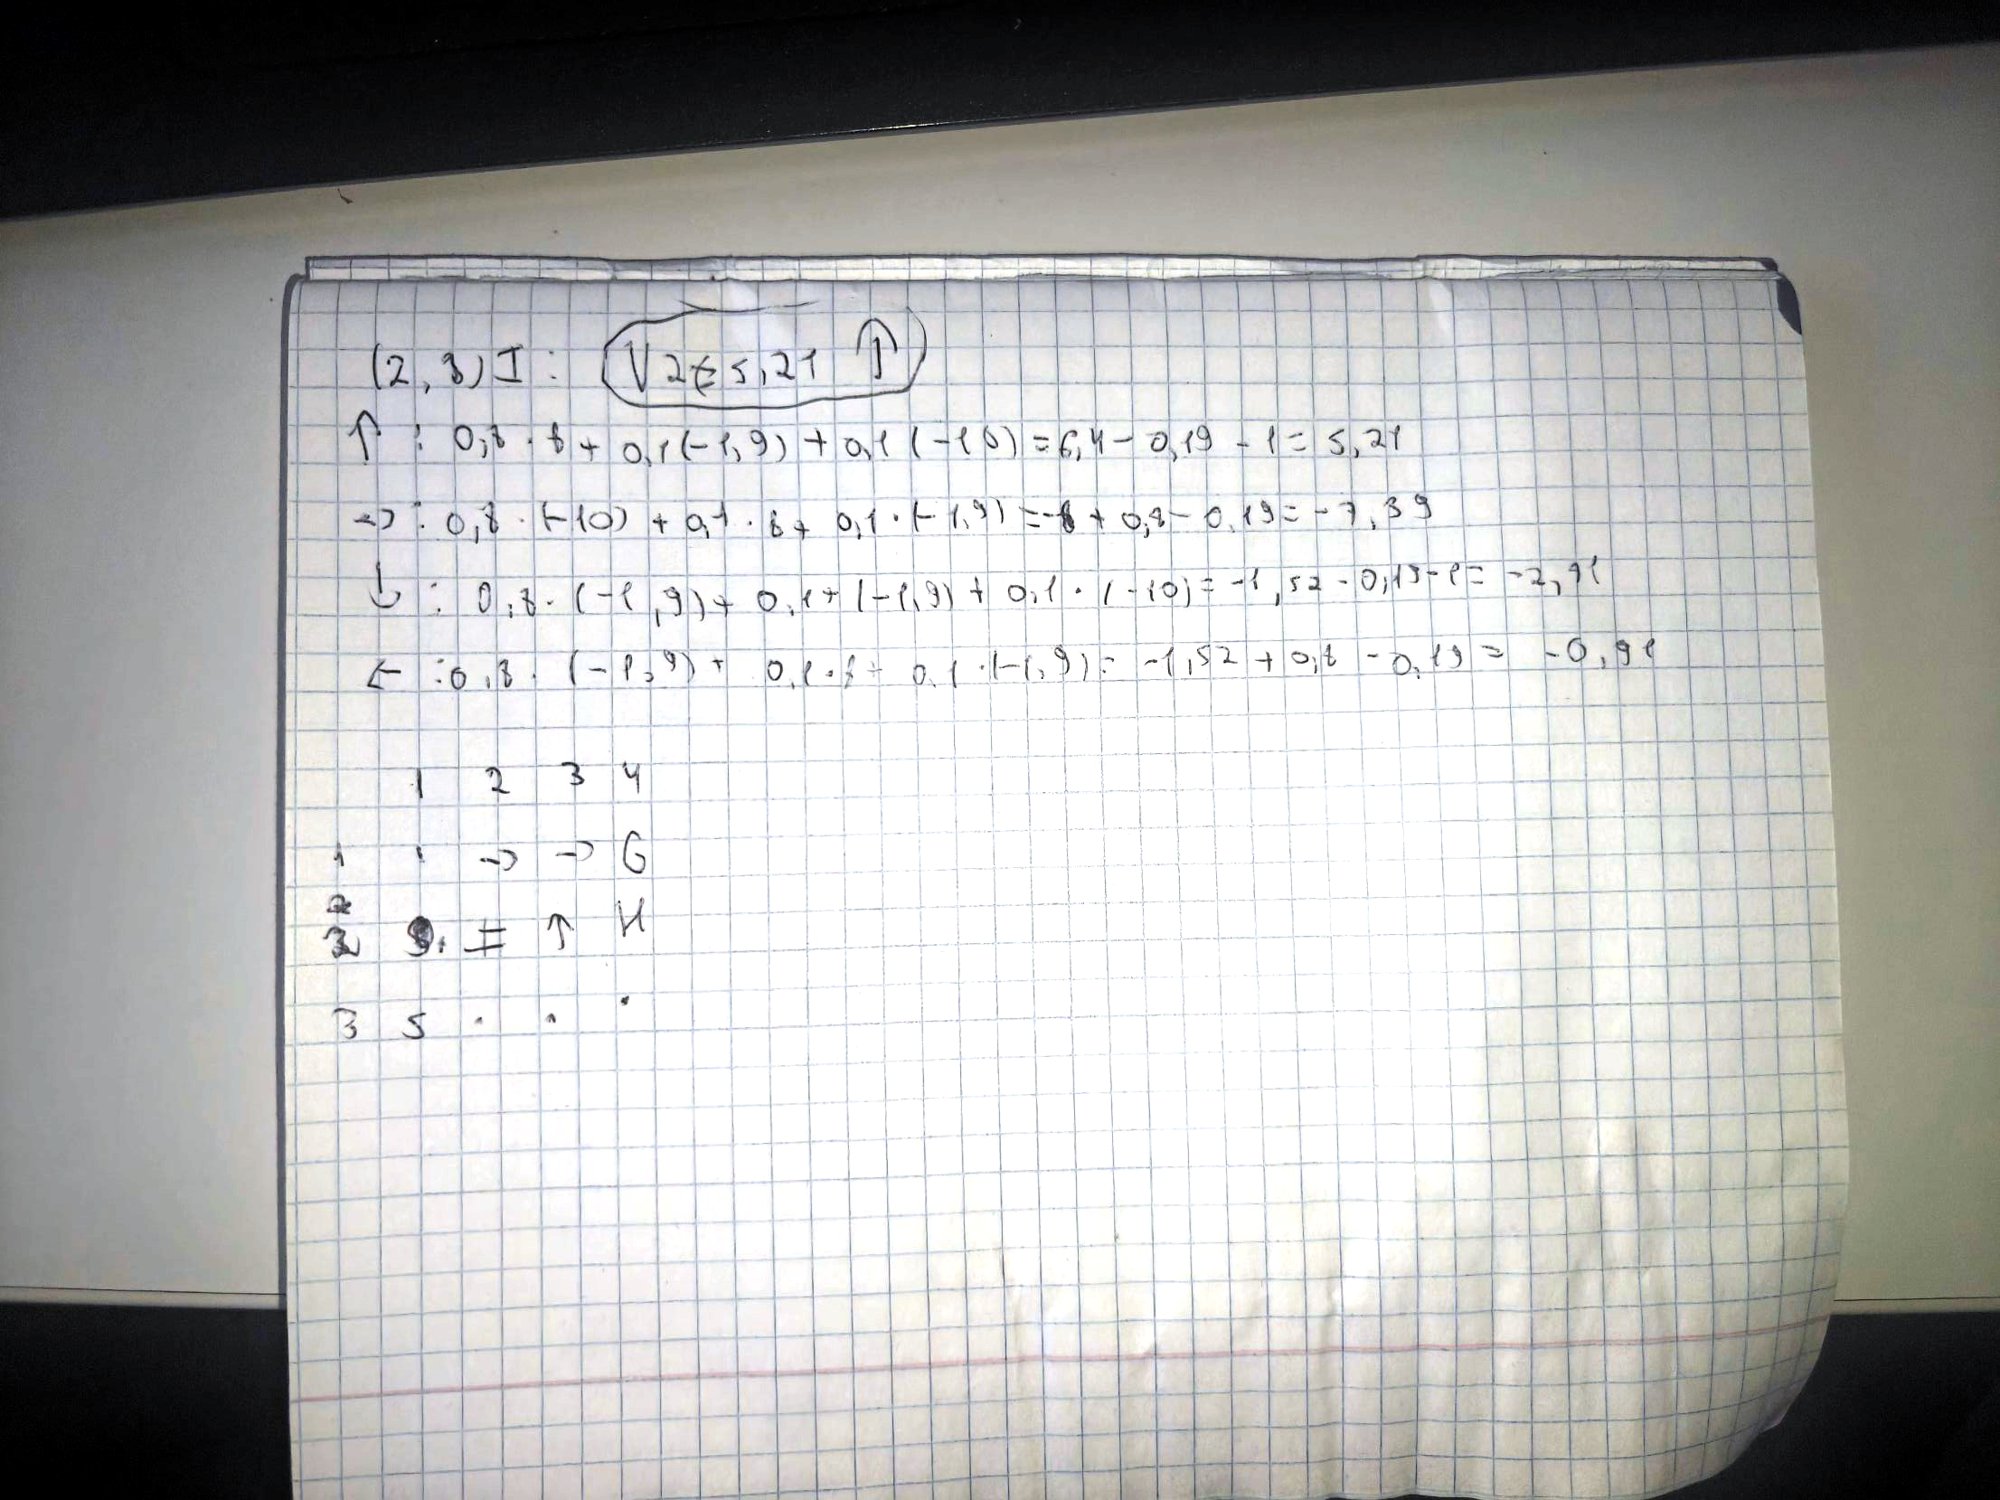 (2,3) I: V2 = 5,21 ↑
↑ : 0,8 · 8 + 0,1(-1,9) + 0,1(-10) = 6,4 - 0,19 - 1 = 5,21
→ : 0,8 · (-10) + 0,1 · 8 + 0,1 · (-1,9) = -8 + 0,8 - 0,19 = -7,39
↓ : 0,8 · (-1,9) + 0,1 + (-1,9) + 0,1 · (-10) = -1,52 - 0,19 - 1 = -2,71
← : 0,8 · (-1,9) + 0,1 · 8 + 0,1 · (-1,9) = -1,52 + 0,8 - 0,19 = -0,91
1 2 3 4
1 · → → G
2 · # ↑ H
3 S · · ·